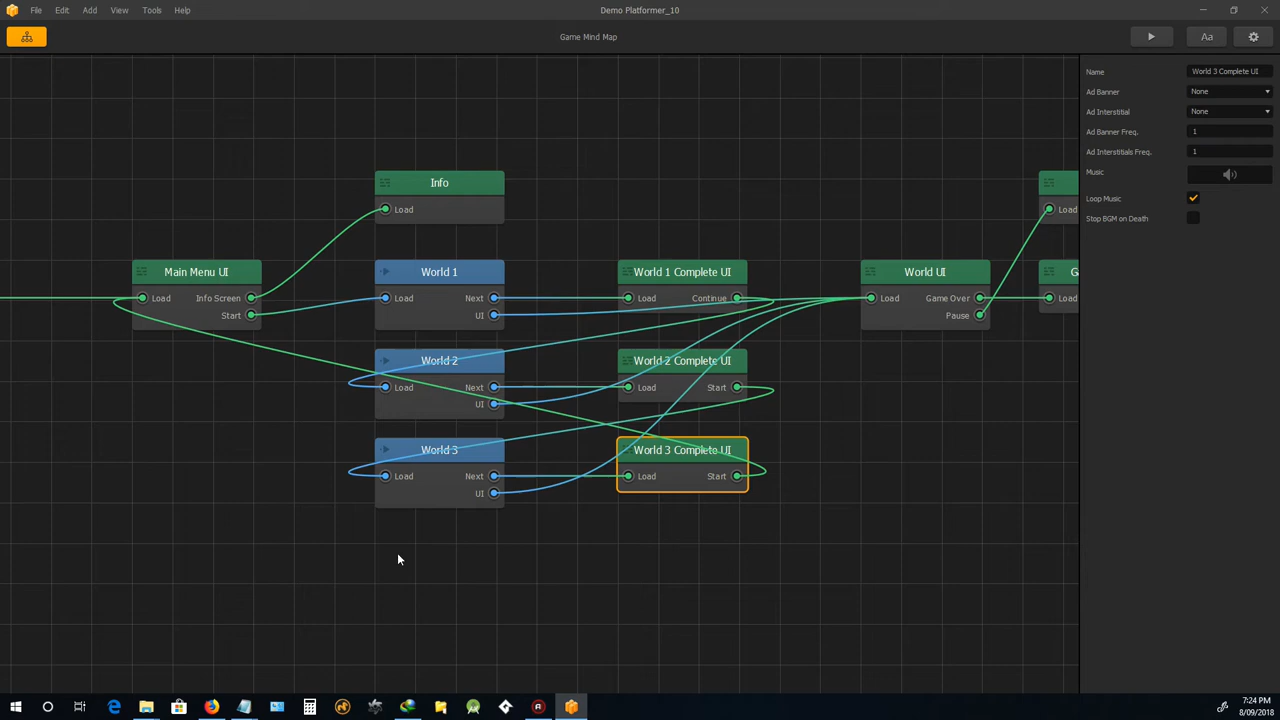 File Edit Add View Tools Help
Demo Platformer_10
Game Mind Map
Aa
Name World 3 Complete UI
Ad Banner None
Ad Interstitial None
Ad Banner Freq. 1
Ad Interstitials Freq. 1
Music
Loop Music
Stop BGM on Death
Info
Load
Load
Main Menu UI
Load Info Screen
Start
World 1
Load Next
UI
World 1 Complete UI
Load Continue
World UI
Load Game Over
Pause
Load
World 2
Load Next
UI
World 2 Complete UI
Load Start
World 3
Load Next
UI
World 3 Complete UI
Load Start
7:24 PM
8/09/2018